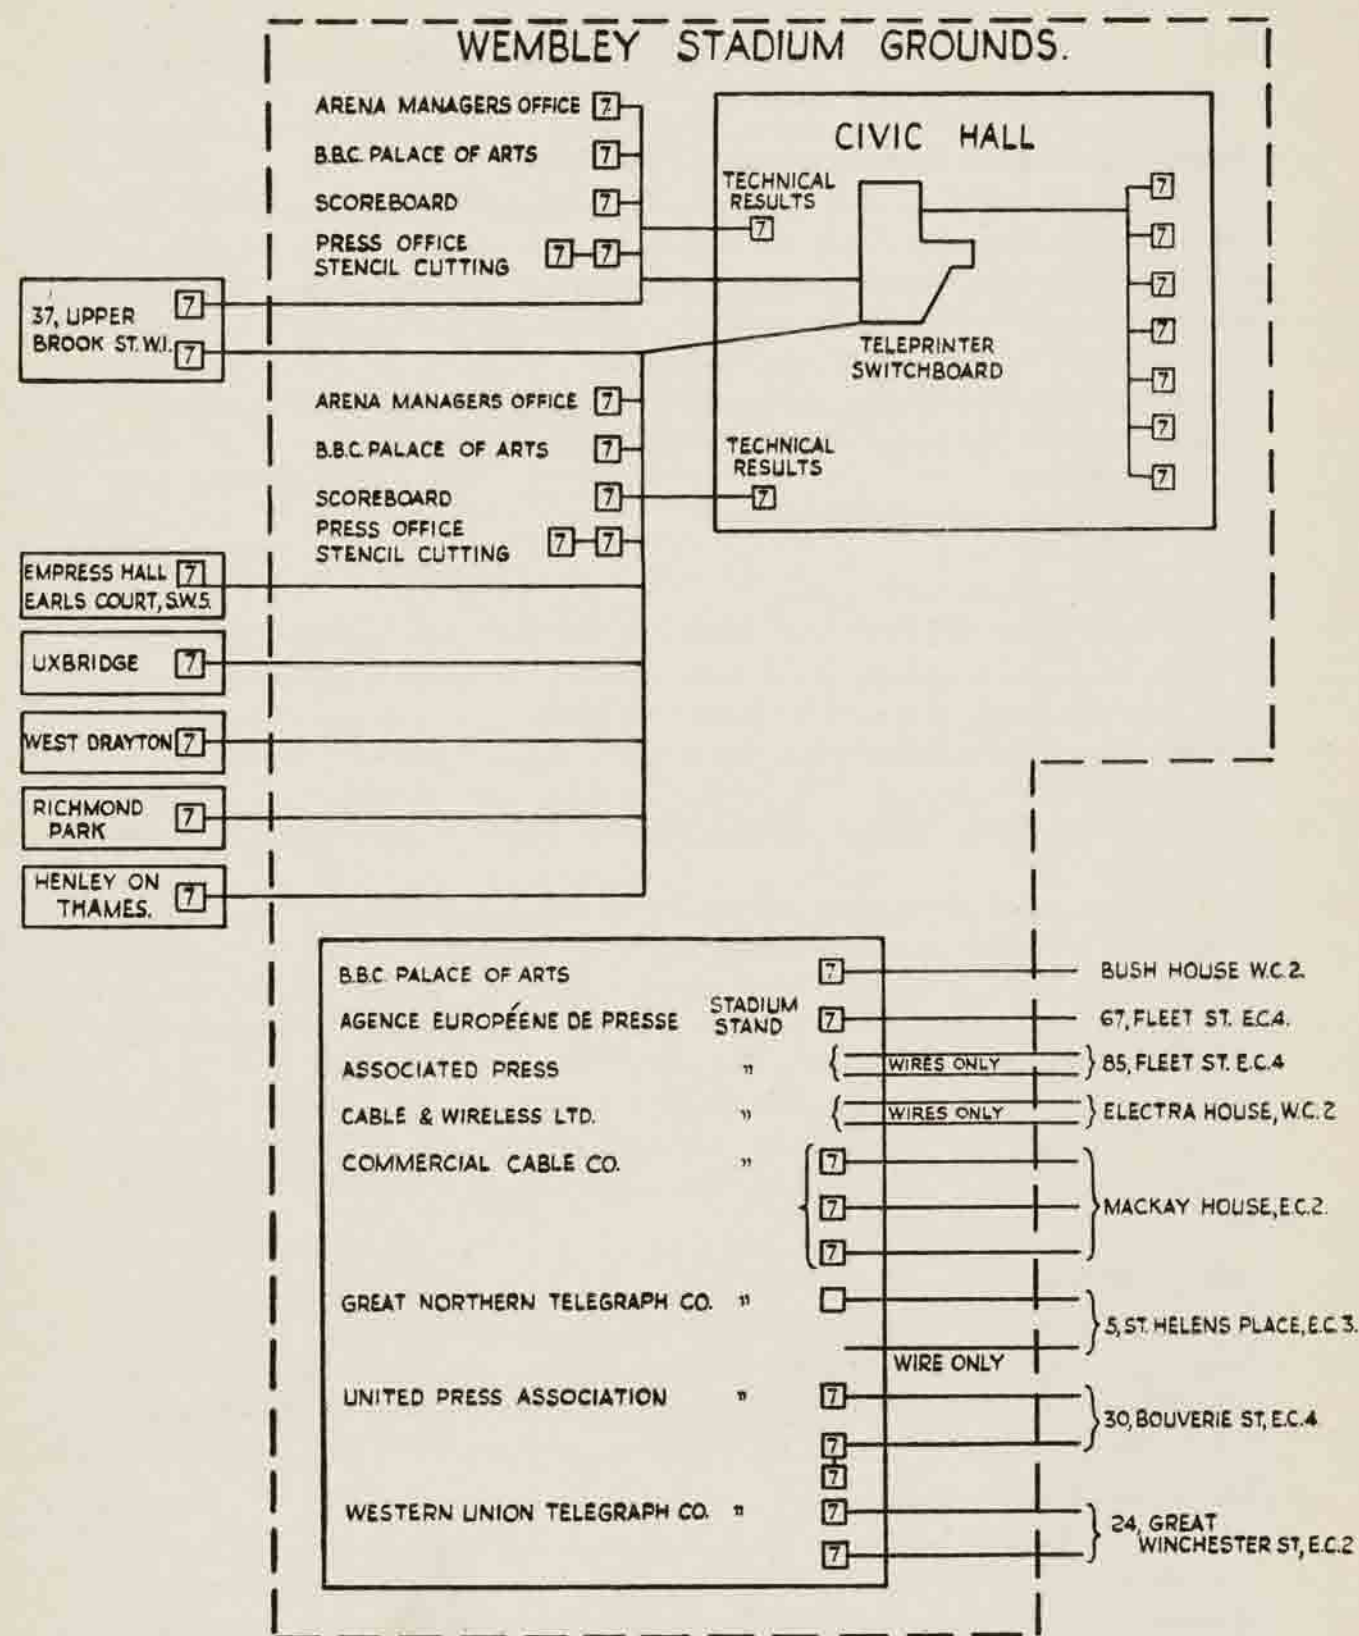 WEMBLEY STADIUM GROUNDS.
ARENA MANAGERS OFFICE 7
B.B.C. PALACE OF ARTS 7
SCOREBOARD 7
PRESS OFFICE
STENCIL CUTTING 7 7
37, UPPER 7
BROOK ST. W.1. 7
CIVIC HALL
TECHNICAL
RESULTS
7
TELEPRINTER
SWITCHBOARD
7
7
7
7
7
7
7
TECHNICAL
RESULTS
7
ARENA MANAGERS OFFICE 7
B.B.C. PALACE OF ARTS 7
SCOREBOARD 7
PRESS OFFICE
STENCIL CUTTING 7 7
EMPRESS HALL 7
EARLS COURT, S.W.5.
UXBRIDGE 7
WEST DRAYTON 7
RICHMOND
PARK 7
HENLEY ON
THAMES. 7
B.B.C. PALACE OF ARTS 7 BUSH HOUSE W.C.2.
AGENCE EUROPÉENE DE PRESSE STADIUM
STAND 7 67, FLEET ST. E.C.4.
ASSOCIATED PRESS " WIRES ONLY 85, FLEET ST. E.C.4
CABLE & WIRELESS LTD. " WIRES ONLY ELECTRA HOUSE, W.C.2
COMMERCIAL CABLE CO. " 7
7 MACKAY HOUSE, E.C.2.
7
GREAT NORTHERN TELEGRAPH CO. "
5, ST. HELENS PLACE, E.C.3.
WIRE ONLY
UNITED PRESS ASSOCIATION " 7
30, BOUVERIE ST, E.C.4
7
7
WESTERN UNION TELEGRAPH CO. " 7
24, GREAT
WINCHESTER ST, E.C.2
7